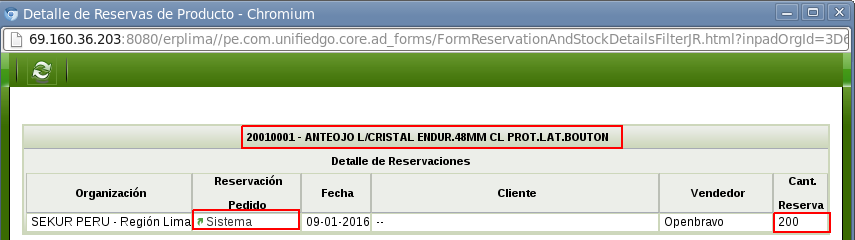 Detalle de Reservas de Producto - Chromium
69.160.36.203:8080/erplima//pe.com.unifiedgo.core.ad_forms/FormReservationAndStockDetailsFilterJR.html?inpadOrgId=3D6
20010001 - ANTEOJO L/CRISTAL ENDUR.48MM CL PROT.LAT.BOUTON
Detalle de Reservaciones
Organización Reservación Pedido Fecha Cliente Vendedor Cant. Reserva
SEKUR PERU - Región Lima Sistema 09-01-2016 -- Openbravo 200